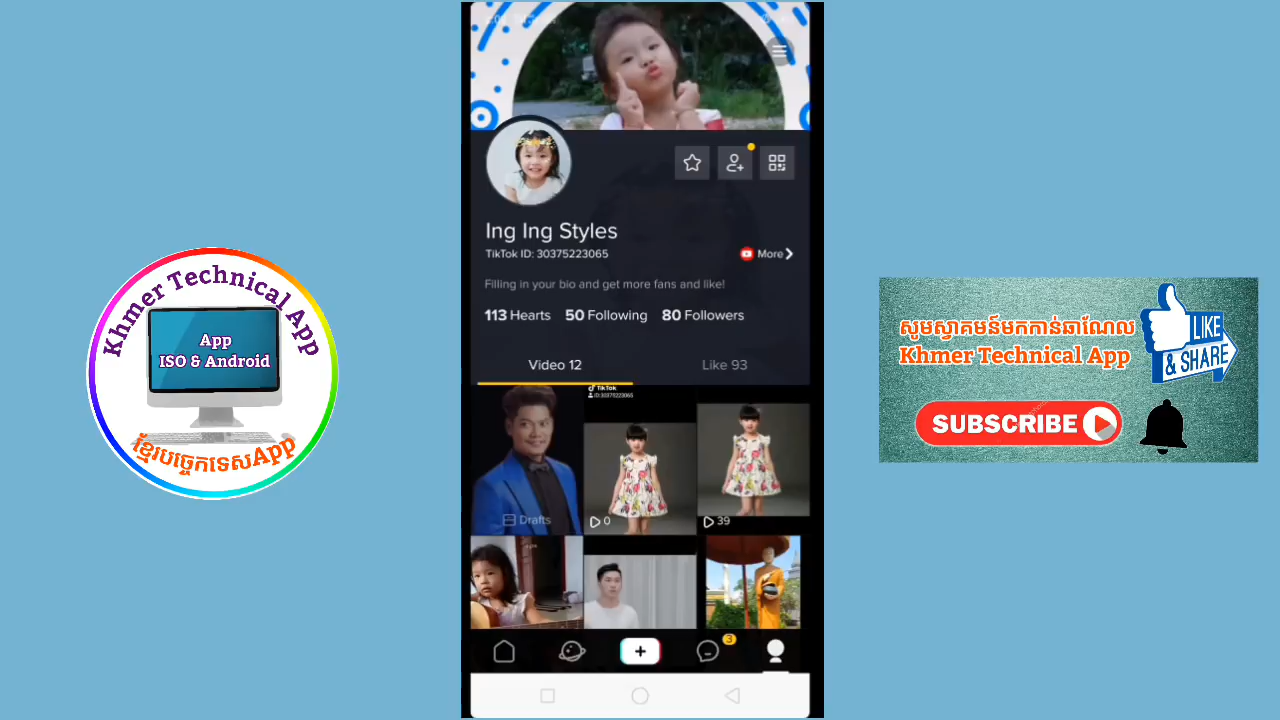 Khmer Technical App
App
ISO & Android
ខ្មែរបច្ចេកទេសApp
Ing Ing Styles
TikTok ID: 30375223065
More
Filling in your bio and get more fans and like!
113 Hearts 50 Following 80 Followers
Video 12 Like 93
TikTok
ID:30375223065
Drafts
0
39
3
សូមស្វាគមន៍មកកាន់ឆាណែល
Khmer Technical App
LIKE
& SHARE
SUBSCRIBE